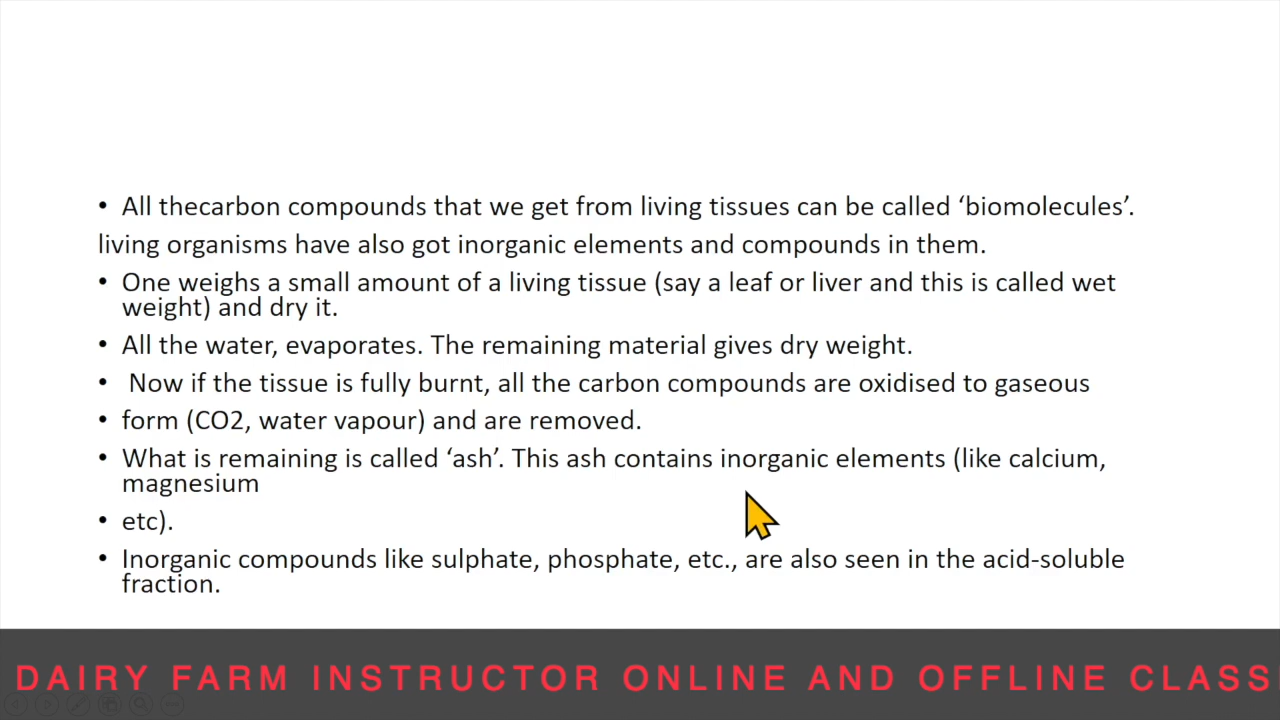 • All thecarbon compounds that we get from living tissues can be called ‘biomolecules’.
living organisms have also got inorganic elements and compounds in them.
• One weighs a small amount of a living tissue (say a leaf or liver and this is called wet
weight) and dry it.
• All the water, evaporates. The remaining material gives dry weight.
• Now if the tissue is fully burnt, all the carbon compounds are oxidised to gaseous
• form (CO2, water vapour) and are removed.
• What is remaining is called ‘ash’. This ash contains inorganic elements (like calcium,
magnesium
• etc).
• Inorganic compounds like sulphate, phosphate, etc., are also seen in the acid-soluble
fraction.
DAIRY FARM INSTRUCTOR ONLINE AND OFFLINE CLASS